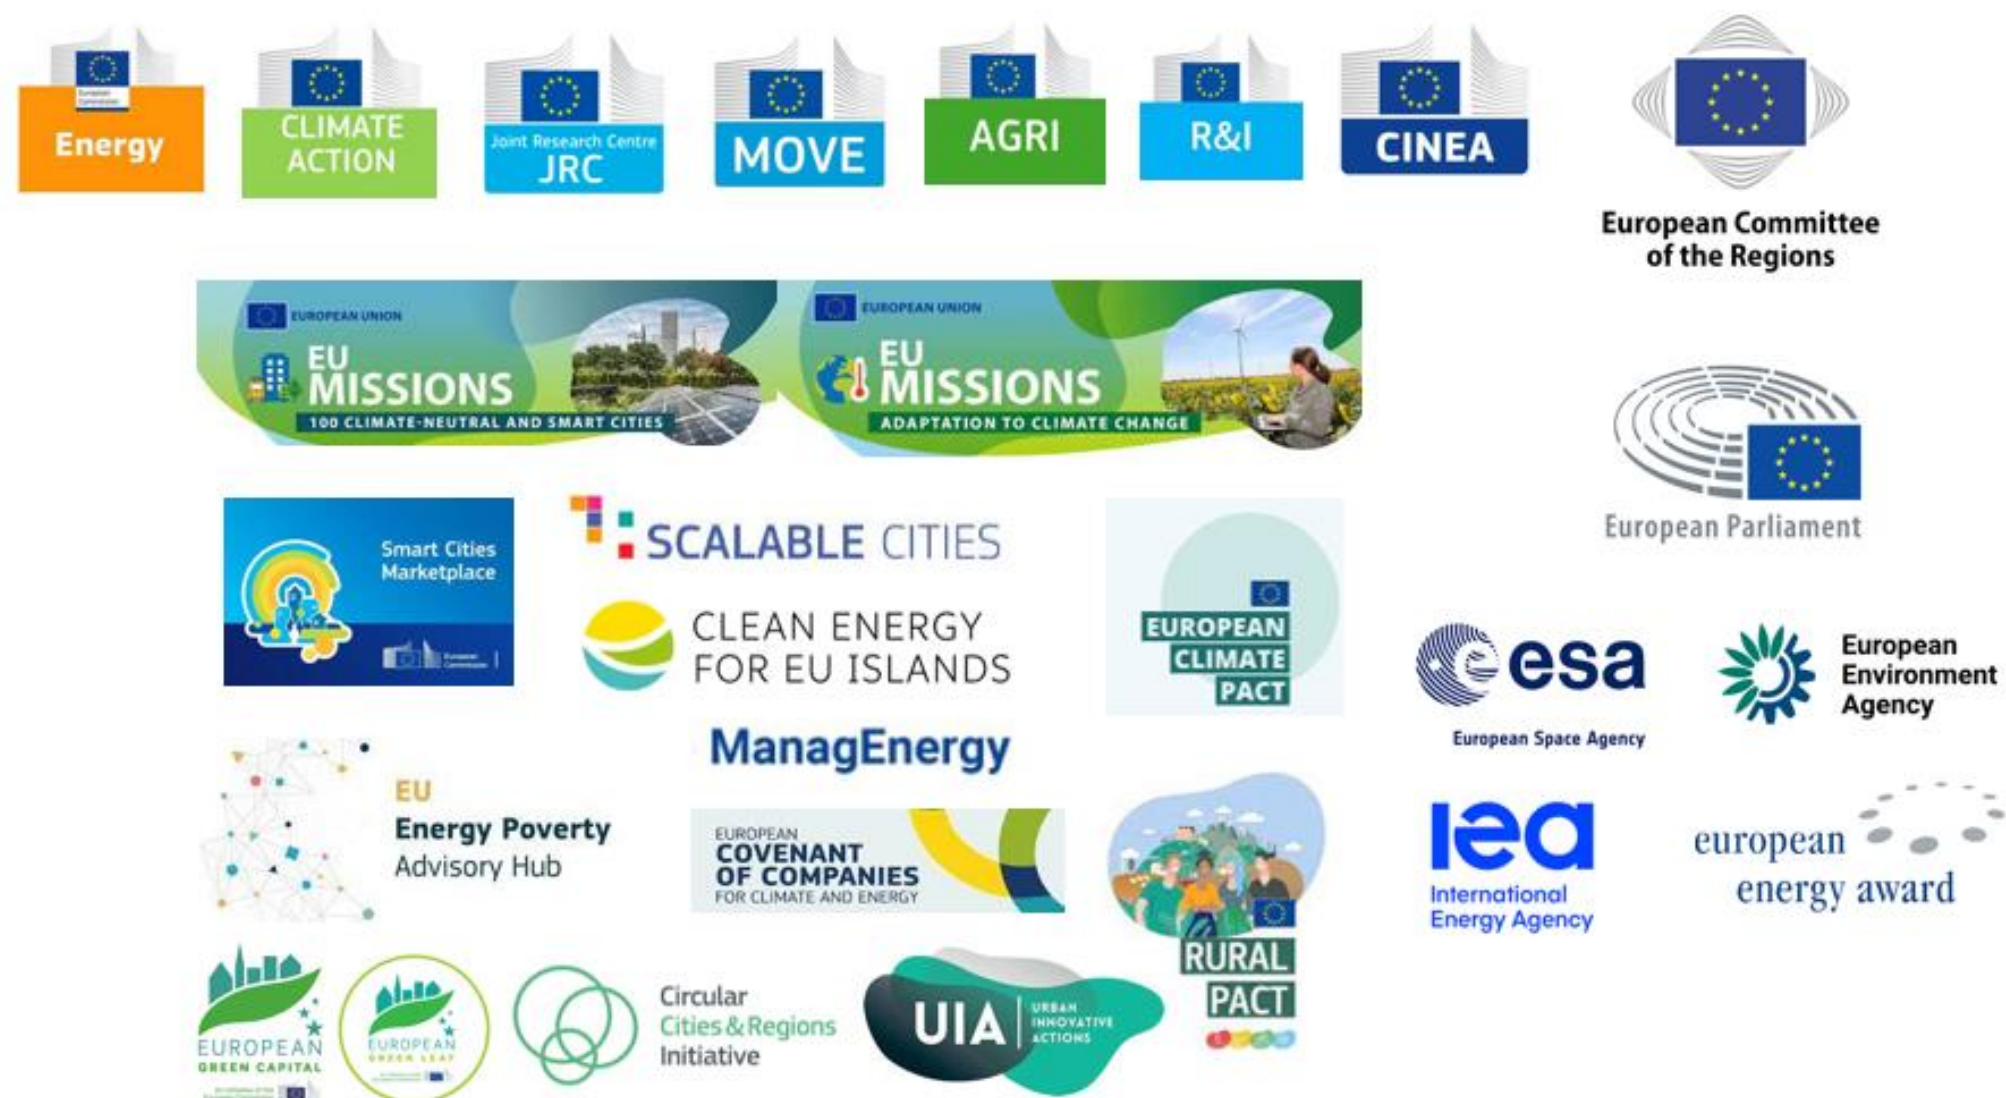 European
Commission
Energy
CLIMATE
ACTION
Joint Research Centre
JRC
MOVE
AGRI
R&I
CINEA
European Committee
of the Regions
EUROPEAN UNION
EU
MISSIONS
100 CLIMATE-NEUTRAL AND SMART CITIES
EUROPEAN UNION
EU
MISSIONS
ADAPTATION TO CLIMATE CHANGE
European Parliament
Smart Cities
Marketplace
European
Commission
SCALABLE CITIES
CLEAN ENERGY
FOR EU ISLANDS
EUROPEAN
CLIMATE
PACT
esa
European Space Agency
European
Environment
Agency
ManagEnergy
EU
Energy Poverty
Advisory Hub
EUROPEAN
COVENANT
OF COMPANIES
FOR CLIMATE AND ENERGY
RURAL
PACT
iea
International
Energy Agency
european
energy award
EUROPEAN
GREEN CAPITAL
EUROPEAN
GREEN LEAF
Circular
Cities & Regions
Initiative
UIA
URBAN
INNOVATIVE
ACTIONS